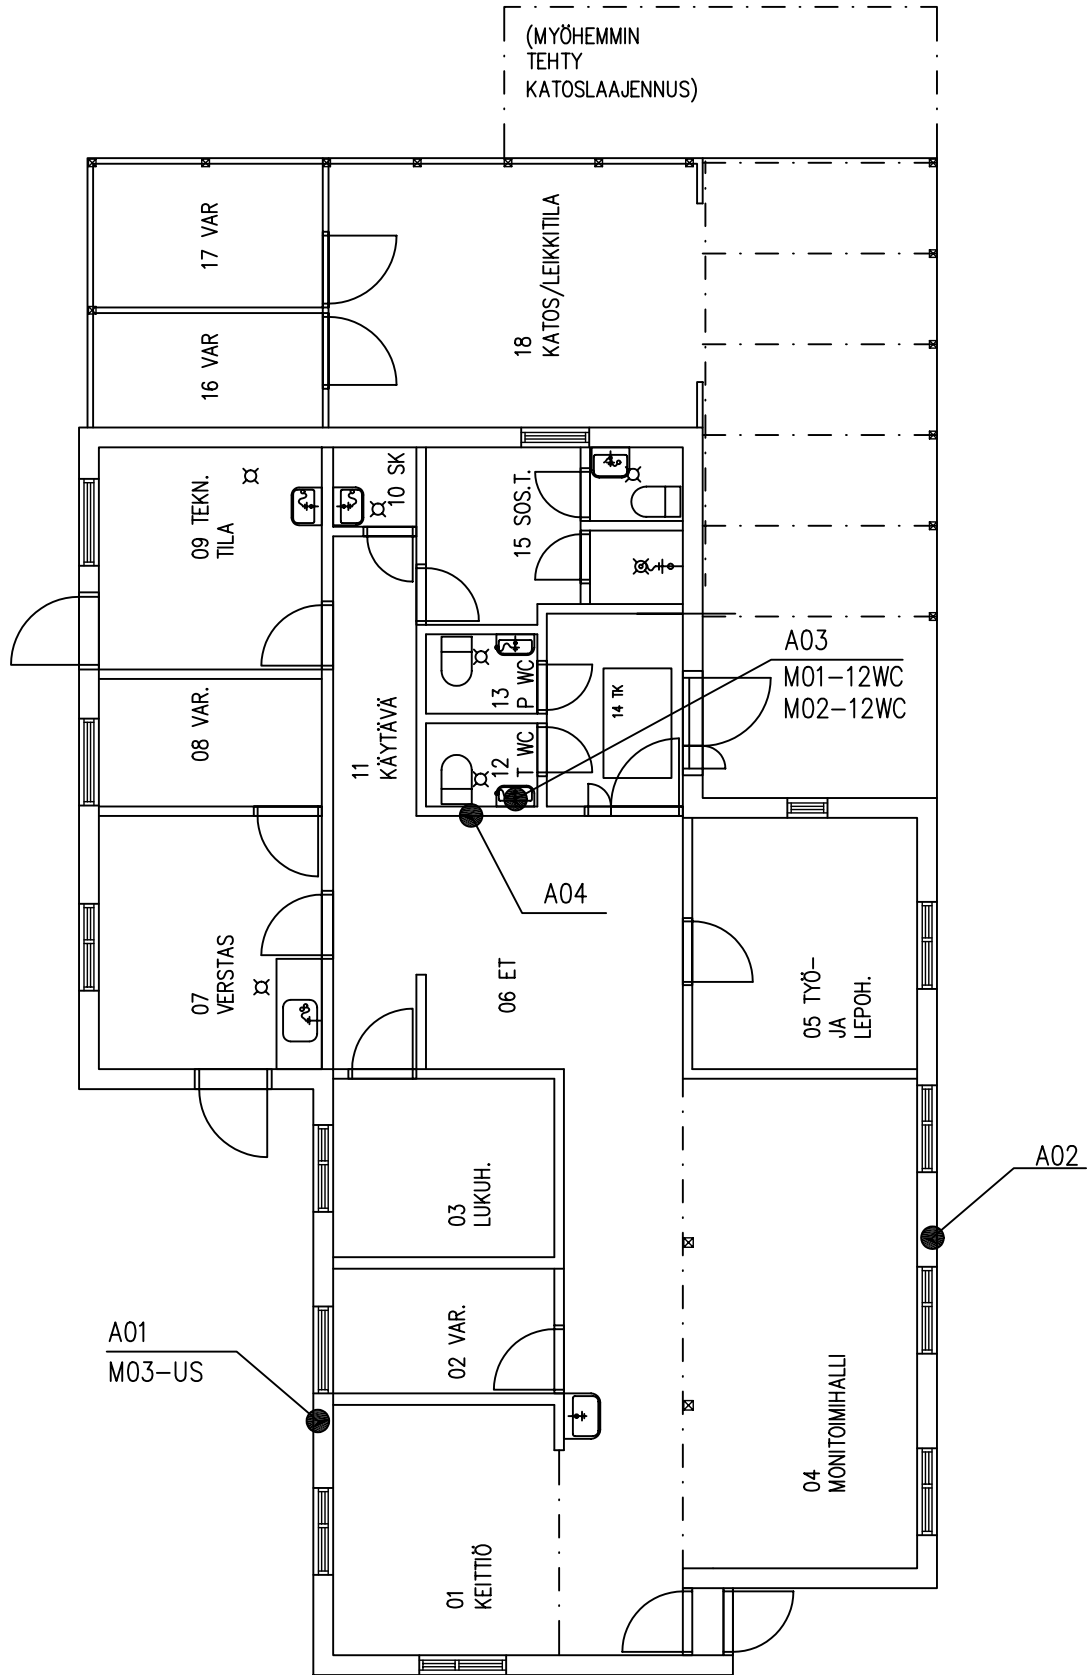 (MYÖHEMMIN
TEHTY
KATOSLAAJENNUS)
17 VAR
16 VAR
18
KATOS/LEIKKITILA
09 TEKN.
TILA
10 SK
15 SOS.T.
08 VAR.
11
KÄYTÄVÄ
13
P WC
12
T WC
14 TK
A03
M01-12WC
M02-12WC
A04
07
VERSTAS
06 ET
05 TYÖ-
JA
LEPOH.
03
LUKUH.
A02
02 VAR.
A01
M03-US
04
MONITOIMIHALLI
01
KEITTIÖ